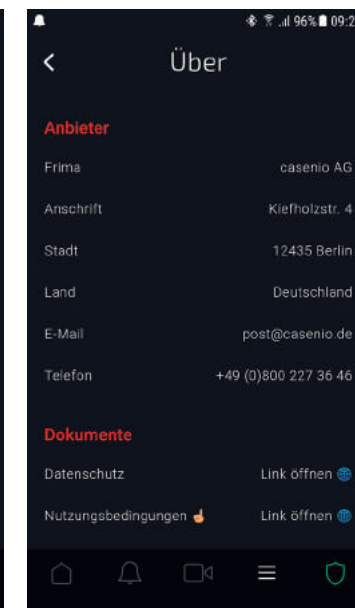 96% 09:2
Über
Anbieter
Frima casenio AG
Anschrift Kiefholzstr. 4
Stadt 12435 Berlin
Land Deutschland
E-Mail post@casenio.de
Telefon +49 (0)800 227 36 46
Dokumente
Datenschutz Link öffnen
Nutzungsbedingungen Link öffnen